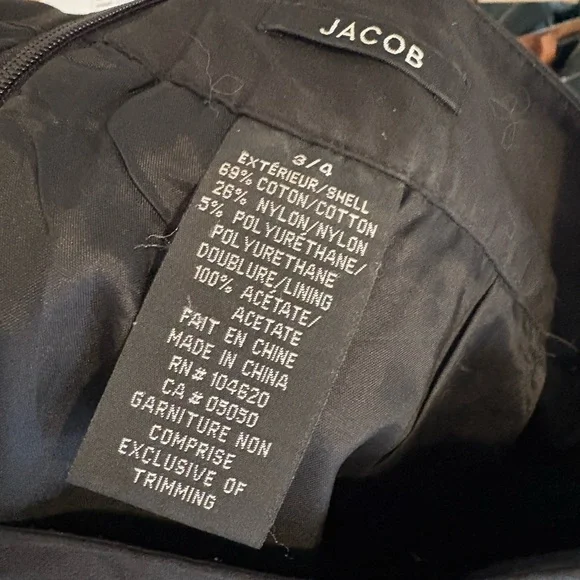 JACOB
3/4
EXTÉRIEUR/SHELL
69% COTON/COTTON
26% NYLON/NYLON
5% POLYURÉTHANE/
POLYURETHANE
DOUBLURE/LINING
100% ACÉTATE/
ACETATE
FAIT EN CHINE
MADE IN CHINA
RN# 104620
CA# 05050
GARNITURE NON
COMPRISE
EXCLUSIVE OF
TRIMMING